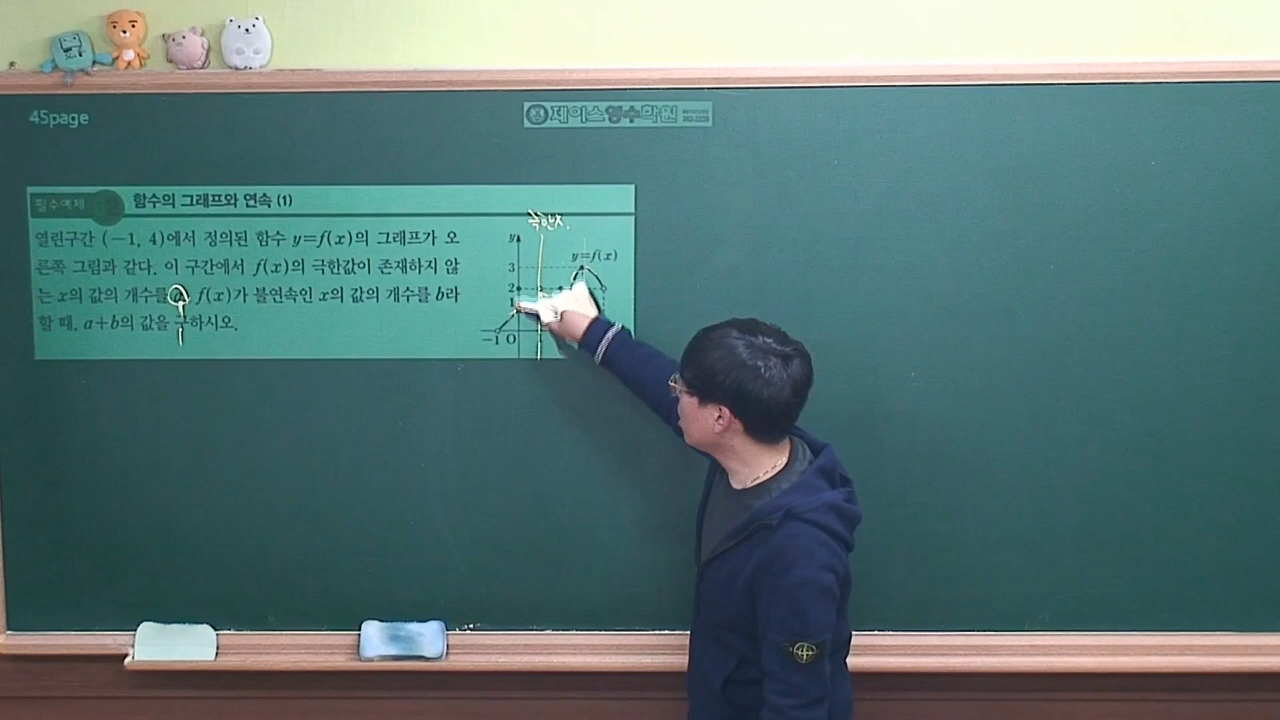 45page
제이스영수학원
필수예제
함수의 그래프와 연속 (1)
열린구간 (−1, 4)에서 정의된 함수 y=f(x)의 그래프가 오
른쪽 그림과 같다. 이 구간에서 f(x)의 극한값이 존재하지 않
는 x의 값의 개수를 a, f(x)가 불연속인 x의 값의 개수를 b라
할 때, a+b의 값을 구하시오.
극한X.
y
y=f(x)
3
2
1
−1 O